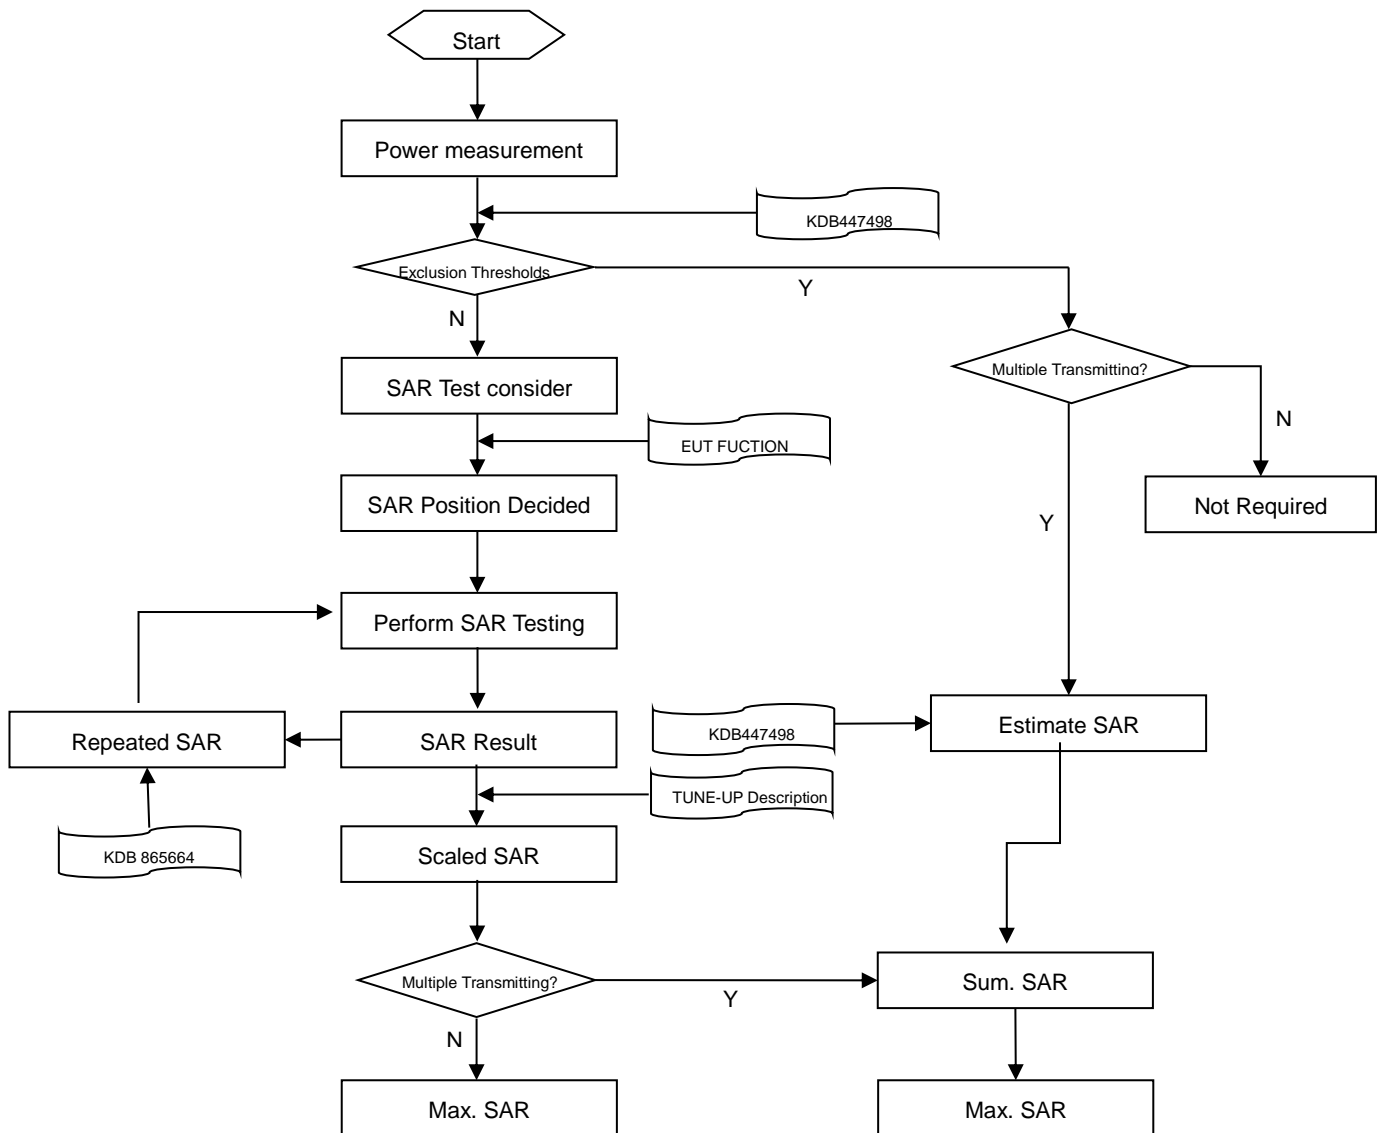 Start
Power measurement
KDB447498
Exclusion Thresholds
Y
N
Multiple Transmitting?
SAR Test consider
N
EUT FUCTION
SAR Position Decided
Not Required
Y
Perform SAR Testing
Repeated SAR
SAR Result
KDB447498
Estimate SAR
TUNE-UP Description
KDB 865664
Scaled SAR
Multiple Transmitting?
Y
Sum. SAR
N
Max. SAR
Max. SAR